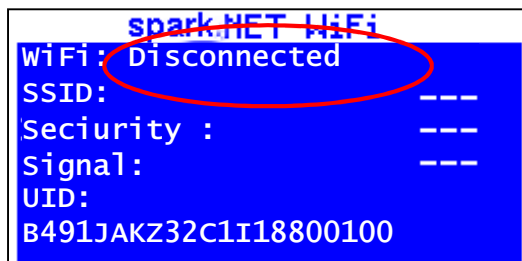 spark.NET WiFi
WiFi: Disconnected
SSID: ---
Seciurity : ---
Signal: ---
UID:
B491JAKZ32C1I18800100